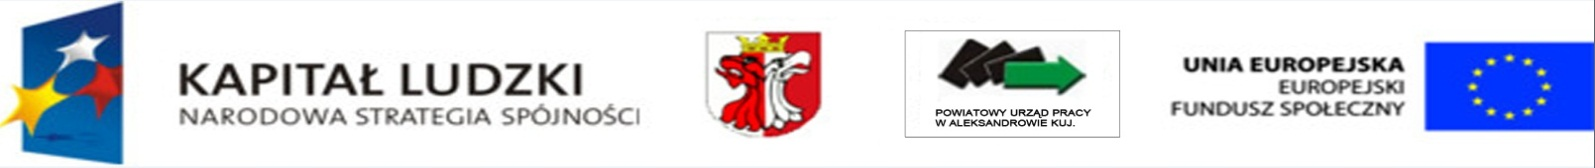 KAPITAŁ LUDZKI
NARODOWA STRATEGIA SPÓJNOŚCI
POWIATOWY URZĄD PRACY
W ALEKSANDROWIE KUJ.
UNIA EUROPEJSKA
EUROPEJSKI
FUNDUSZ SPOŁECZNY